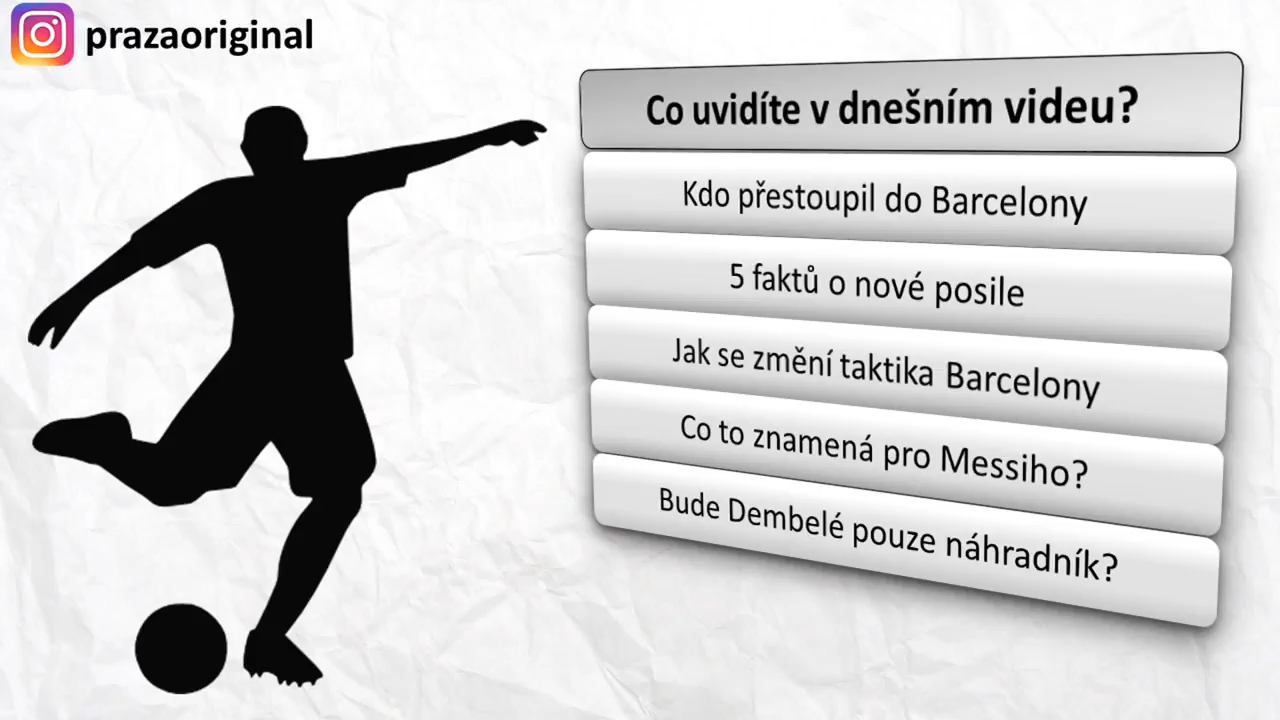 prazaoriginal
Co uvidíte v dnešním videu?
Kdo přestoupil do Barcelony
5 faktů o nové posile
Jak se změní taktika Barcelony
Co to znamená pro Messiho?
Bude Dembelé pouze náhradník?